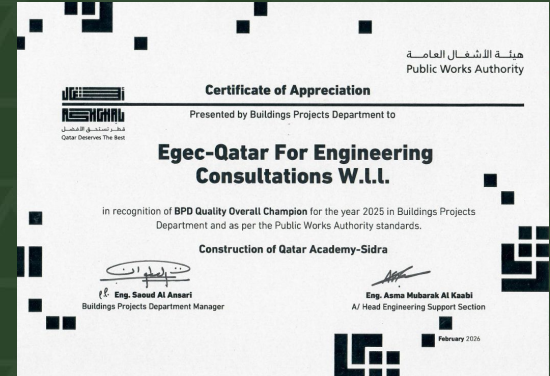 هيئة الأشغال العامة
Public Works Authority
أشغال
ASHGHAL
قطر تستحق الأفضل
Qatar Deserves The Best
Certificate of Appreciation
Presented by Buildings Projects Department to
Egec-Qatar For Engineering
Consultations W.l.l.
in recognition of BPD Quality Overall Champion for the year 2025 in Buildings Projects
Department and as per the Public Works Authority standards.
Construction of Qatar Academy-Sidra
Eng. Saoud Al Ansari
Buildings Projects Department Manager
Eng. Asma Mubarak Al Kaabi
A/ Head Engineering Support Section
February 2026